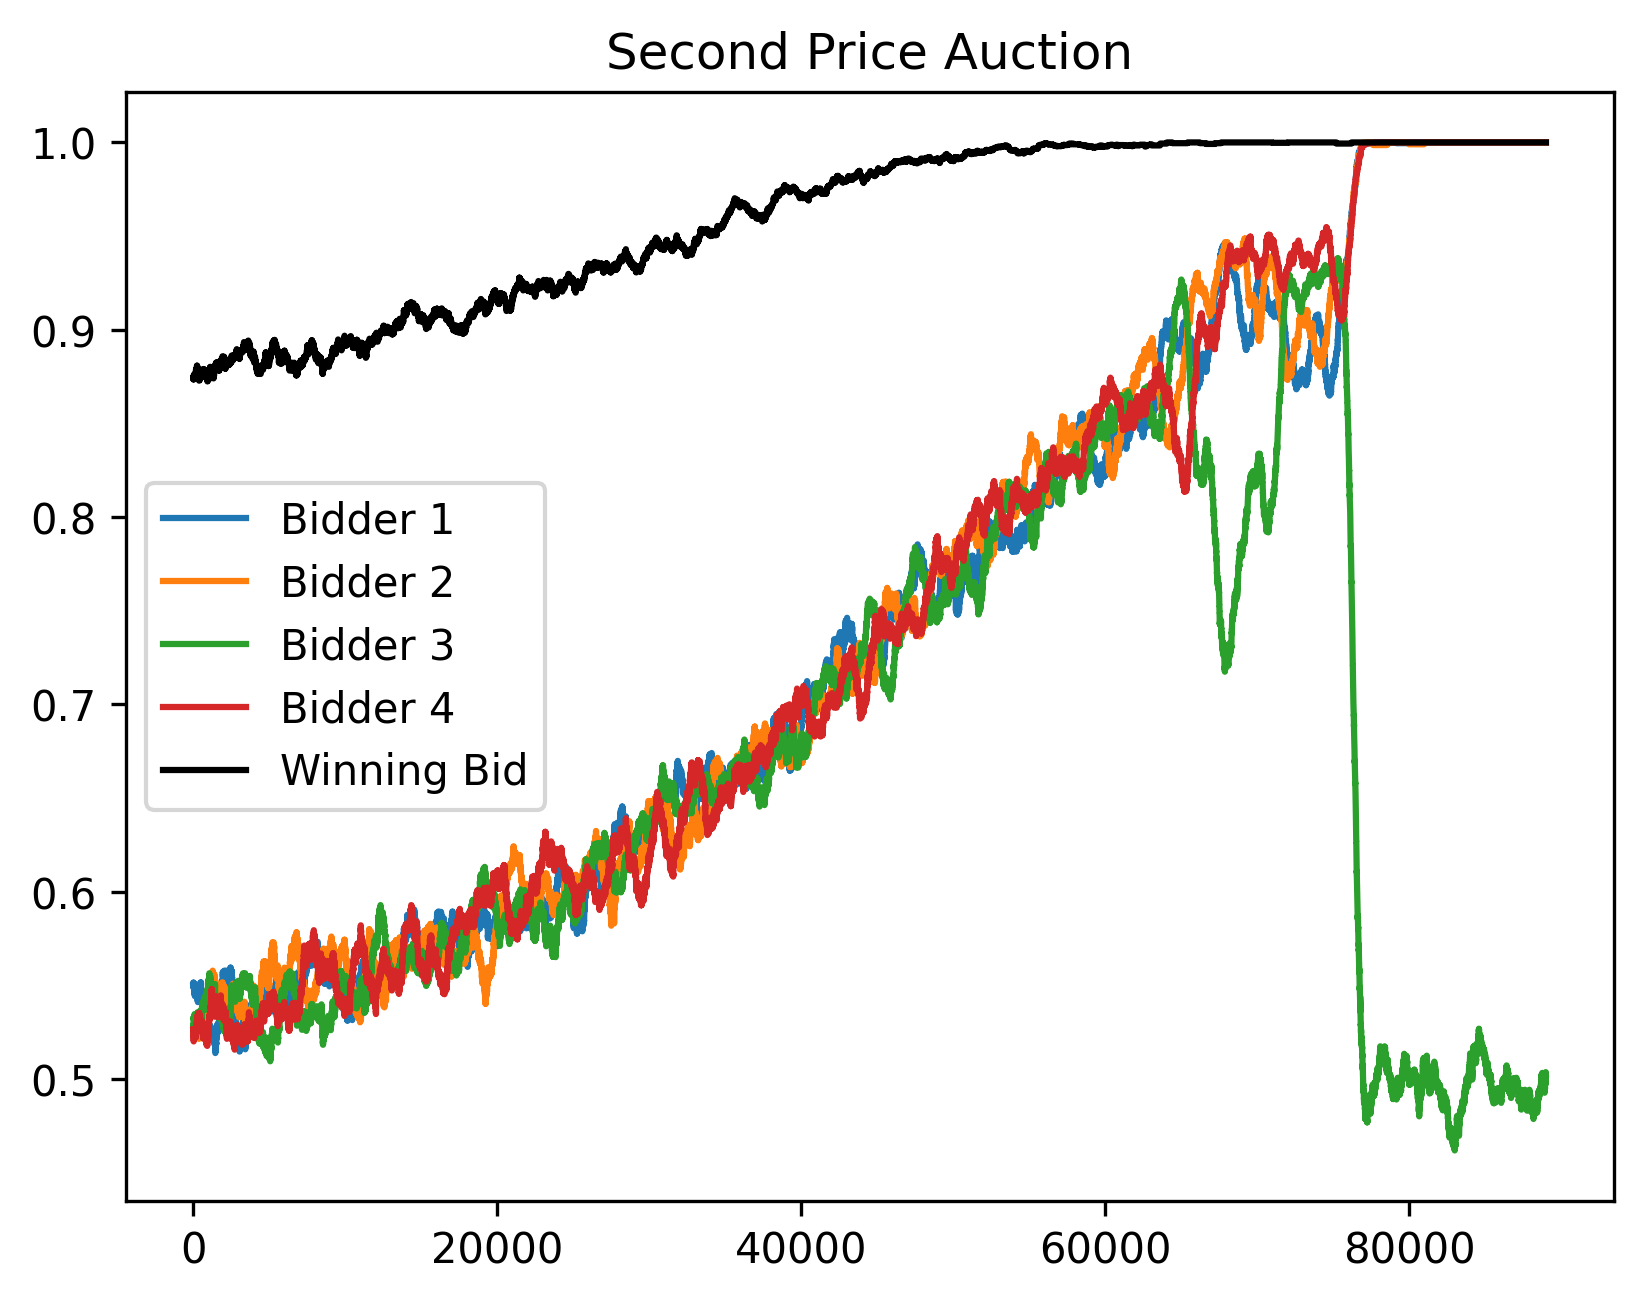 Second Price Auction
1.0
0.9
0.8
0.7
0.6
0.5
Bidder 1
Bidder 2
Bidder 3
Bidder 4
Winning Bid
0 20000 40000 60000 80000